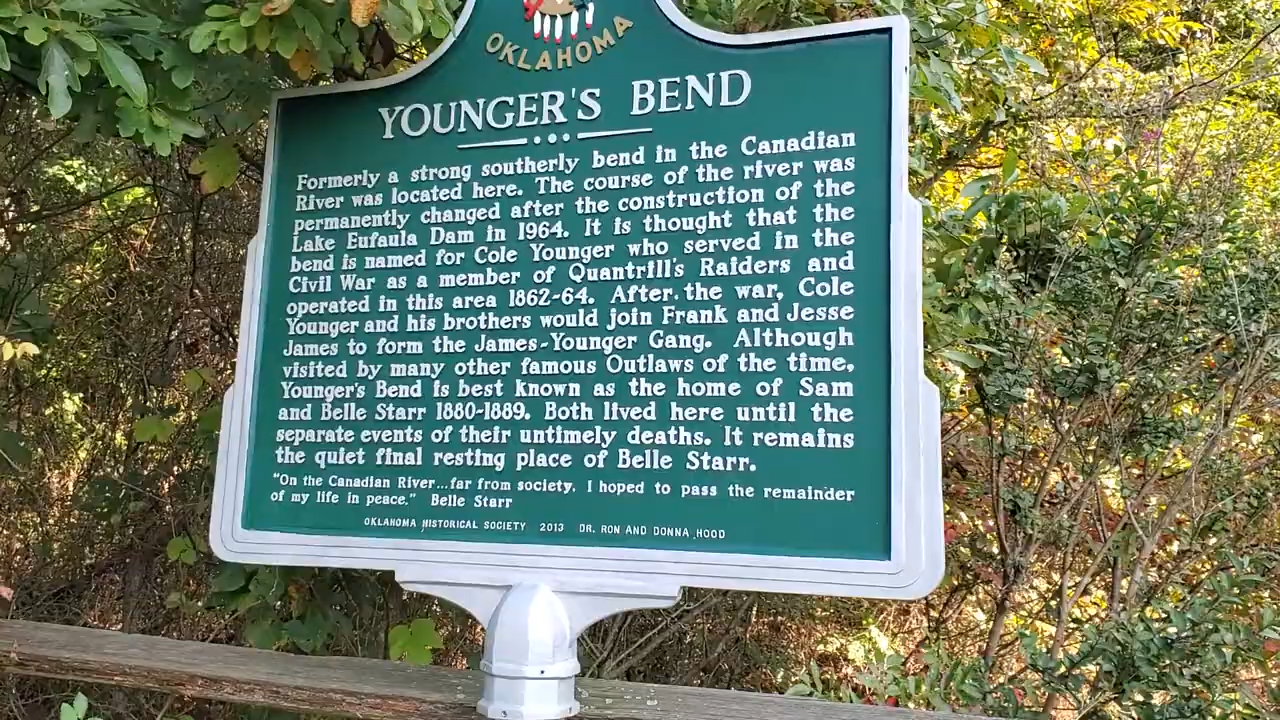 OKLAHOMA
YOUNGER'S BEND
Formerly a strong southerly bend in the Canadian
River was located here. The course of the river was
permanently changed after the construction of the
Lake Eufaula Dam in 1964. It is thought that the
bend is named for Cole Younger who served in the
Civil War as a member of Quantrill's Raiders and
operated in this area 1862-64. After the war, Cole
Younger and his brothers would join Frank and Jesse
James to form the James-Younger Gang. Although
visited by many other famous Outlaws of the time,
Younger's Bend is best known as the home of Sam
and Belle Starr 1880-1889. Both lived here until the
separate events of their untimely deaths. It remains
the quiet final resting place of Belle Starr.
"On the Canadian River...far from society, I hoped to pass the remainder
of my life in peace." Belle Starr
OKLAHOMA HISTORICAL SOCIETY 2013 DR. RON AND DONNA HOOD